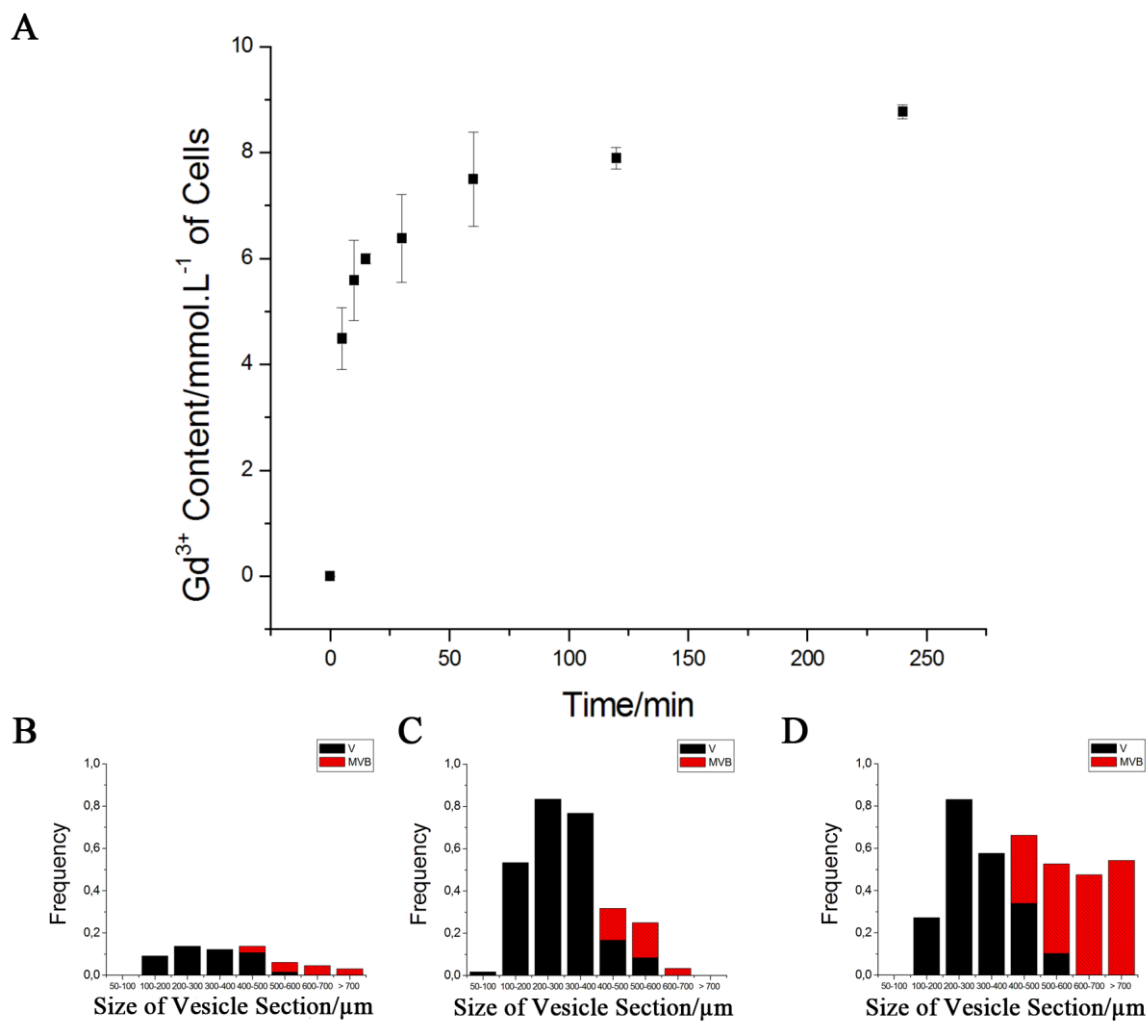 A
10
8
6
4
2
0
Gd³⁺ Content/mmol.L⁻¹ of Cells
0 50 100 150 200 250
Time/min
B
V
MVB
1,0
0,8
0,6
0,4
0,2
0,0
Frequency
50-100 100-200 200-300 300-400 400-500 500-600 600-700 > 700
Size of Vesicle Section/µm
C
V
MVB
1,0
0,8
0,6
0,4
0,2
0,0
Frequency
50-100 100-200 200-300 300-400 400-500 500-600 600-700 > 700
Size of Vesicle Section/µm
D
V
MVB
1,0
0,8
0,6
0,4
0,2
0,0
Frequency
50-100 100-200 200-300 300-400 400-500 500-600 600-700 > 700
Size of Vesicle Section/µm